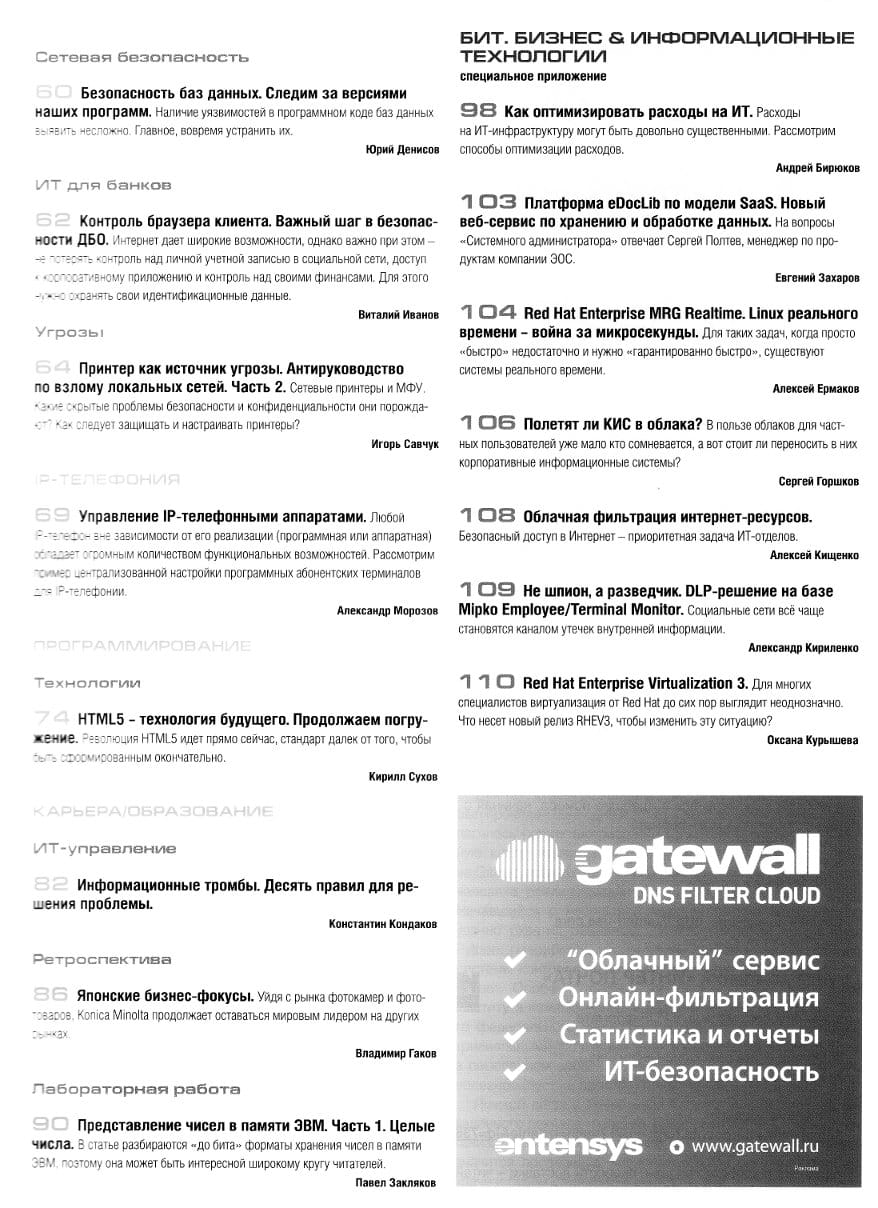 Сетевая безопасность
60 Безопасность баз данных. Следим за версиями
наших программ. Наличие уязвимостей в программном коде баз данных
выявить несложно. Главное, вовремя устранить их.
Юрий Денисов
ИТ для банков
62 Контроль браузера клиента. Важный шаг в безопас-
ности ДБО. Интернет дает широкие возможности, однако важно при этом –
не потерять контроль над личной учетной записью в социальной сети, доступ
к корпоративному приложению и контроль над своими финансами. Для этого
нужно охранять свои идентификационные данные.
Виталий Иванов
Угрозы
64 Принтер как источник угрозы. Антируководство
по взлому локальных сетей. Часть 2. Сетевые принтеры и МФУ.
Какие скрытые проблемы безопасности и конфиденциальности они порожда-
ют? Как следует защищать и настраивать принтеры?
Игорь Савчук
IP-ТЕЛЕФОНИЯ
69 Управление IP-телефонными аппаратами. Любой
IP-телефон вне зависимости от его реализации (программная или аппаратная)
обладает огромным количеством функциональных возможностей. Рассмотрим
пример централизованной настройки программных абонентских терминалов
для IP-телефонии.
Александр Морозов
ПРОГРАММИРОВАНИЕ
Технологии
74 HTML5 – технология будущего. Продолжаем погру-
жение. Революция HTML5 идет прямо сейчас, стандарт далек от того, чтобы
быть сформированным окончательно.
Кирилл Сухов
КАРЬЕРА/ОБРАЗОВАНИЕ
ИТ-управление
82 Информационные тромбы. Десять правил для ре-
шения проблемы.
Константин Кондаков
Ретроспектива
86 Японские бизнес-фокусы. Уйдя с рынка фотокамер и фото-
товаров, Konica Minolta продолжает оставаться мировым лидером на других
рынках.
Владимир Гаков
Лабораторная работа
90 Представление чисел в памяти ЭВМ. Часть 1. Целые
числа. В статье разбираются «до бита» форматы хранения чисел в памяти
ЭВМ, поэтому она может быть интересной широкому кругу читателей.
Павел Закляков
БИТ. БИЗНЕС & ИНФОРМАЦИОННЫЕ
ТЕХНОЛОГИИ
специальное приложение
98 Как оптимизировать расходы на ИТ. Расходы
на ИТ-инфраструктуру могут быть довольно существенными. Рассмотрим
способы оптимизации расходов.
Андрей Бирюков
103 Платформа eDocLib по модели SaaS. Новый
веб-сервис по хранению и обработке данных. На вопросы
«Системного администратора» отвечает Сергей Полтев, менеджер по про-
дуктам компании ЭОС.
Евгений Захаров
104 Red Hat Enterprise MRG Realtime. Linux реального
времени – война за микросекунды. Для таких задач, когда просто
«быстро» недостаточно и нужно «гарантированно быстро», существуют
системы реального времени.
Алексей Ермаков
106 Полетят ли КИС в облака? В пользе облаков для част-
ных пользователей уже мало кто сомневается, а вот стоит ли переносить в них
корпоративные информационные системы?
Сергей Горшков
108 Облачная фильтрация интернет-ресурсов.
Безопасный доступ в Интернет – приоритетная задача ИТ-отделов.
Алексей Кищенко
109 Не шпион, а разведчик. DLP-решение на базе
Mipko Employee/Terminal Monitor. Социальные сети всё чаще
становятся каналом утечек внутренней информации.
Александр Кириленко
110 Red Hat Enterprise Virtualization 3. Для многих
специалистов виртуализация от Red Hat до сих пор выглядит неоднозначно.
Что несет новый релиз RHEV3, чтобы изменить эту ситуацию?
Оксана Курышева
gatewall
DNS FILTER CLOUD
“Облачный” сервис
Онлайн-фильтрация
Статистика и отчеты
ИТ-безопасность
entensys www.gatewall.ru
Реклама